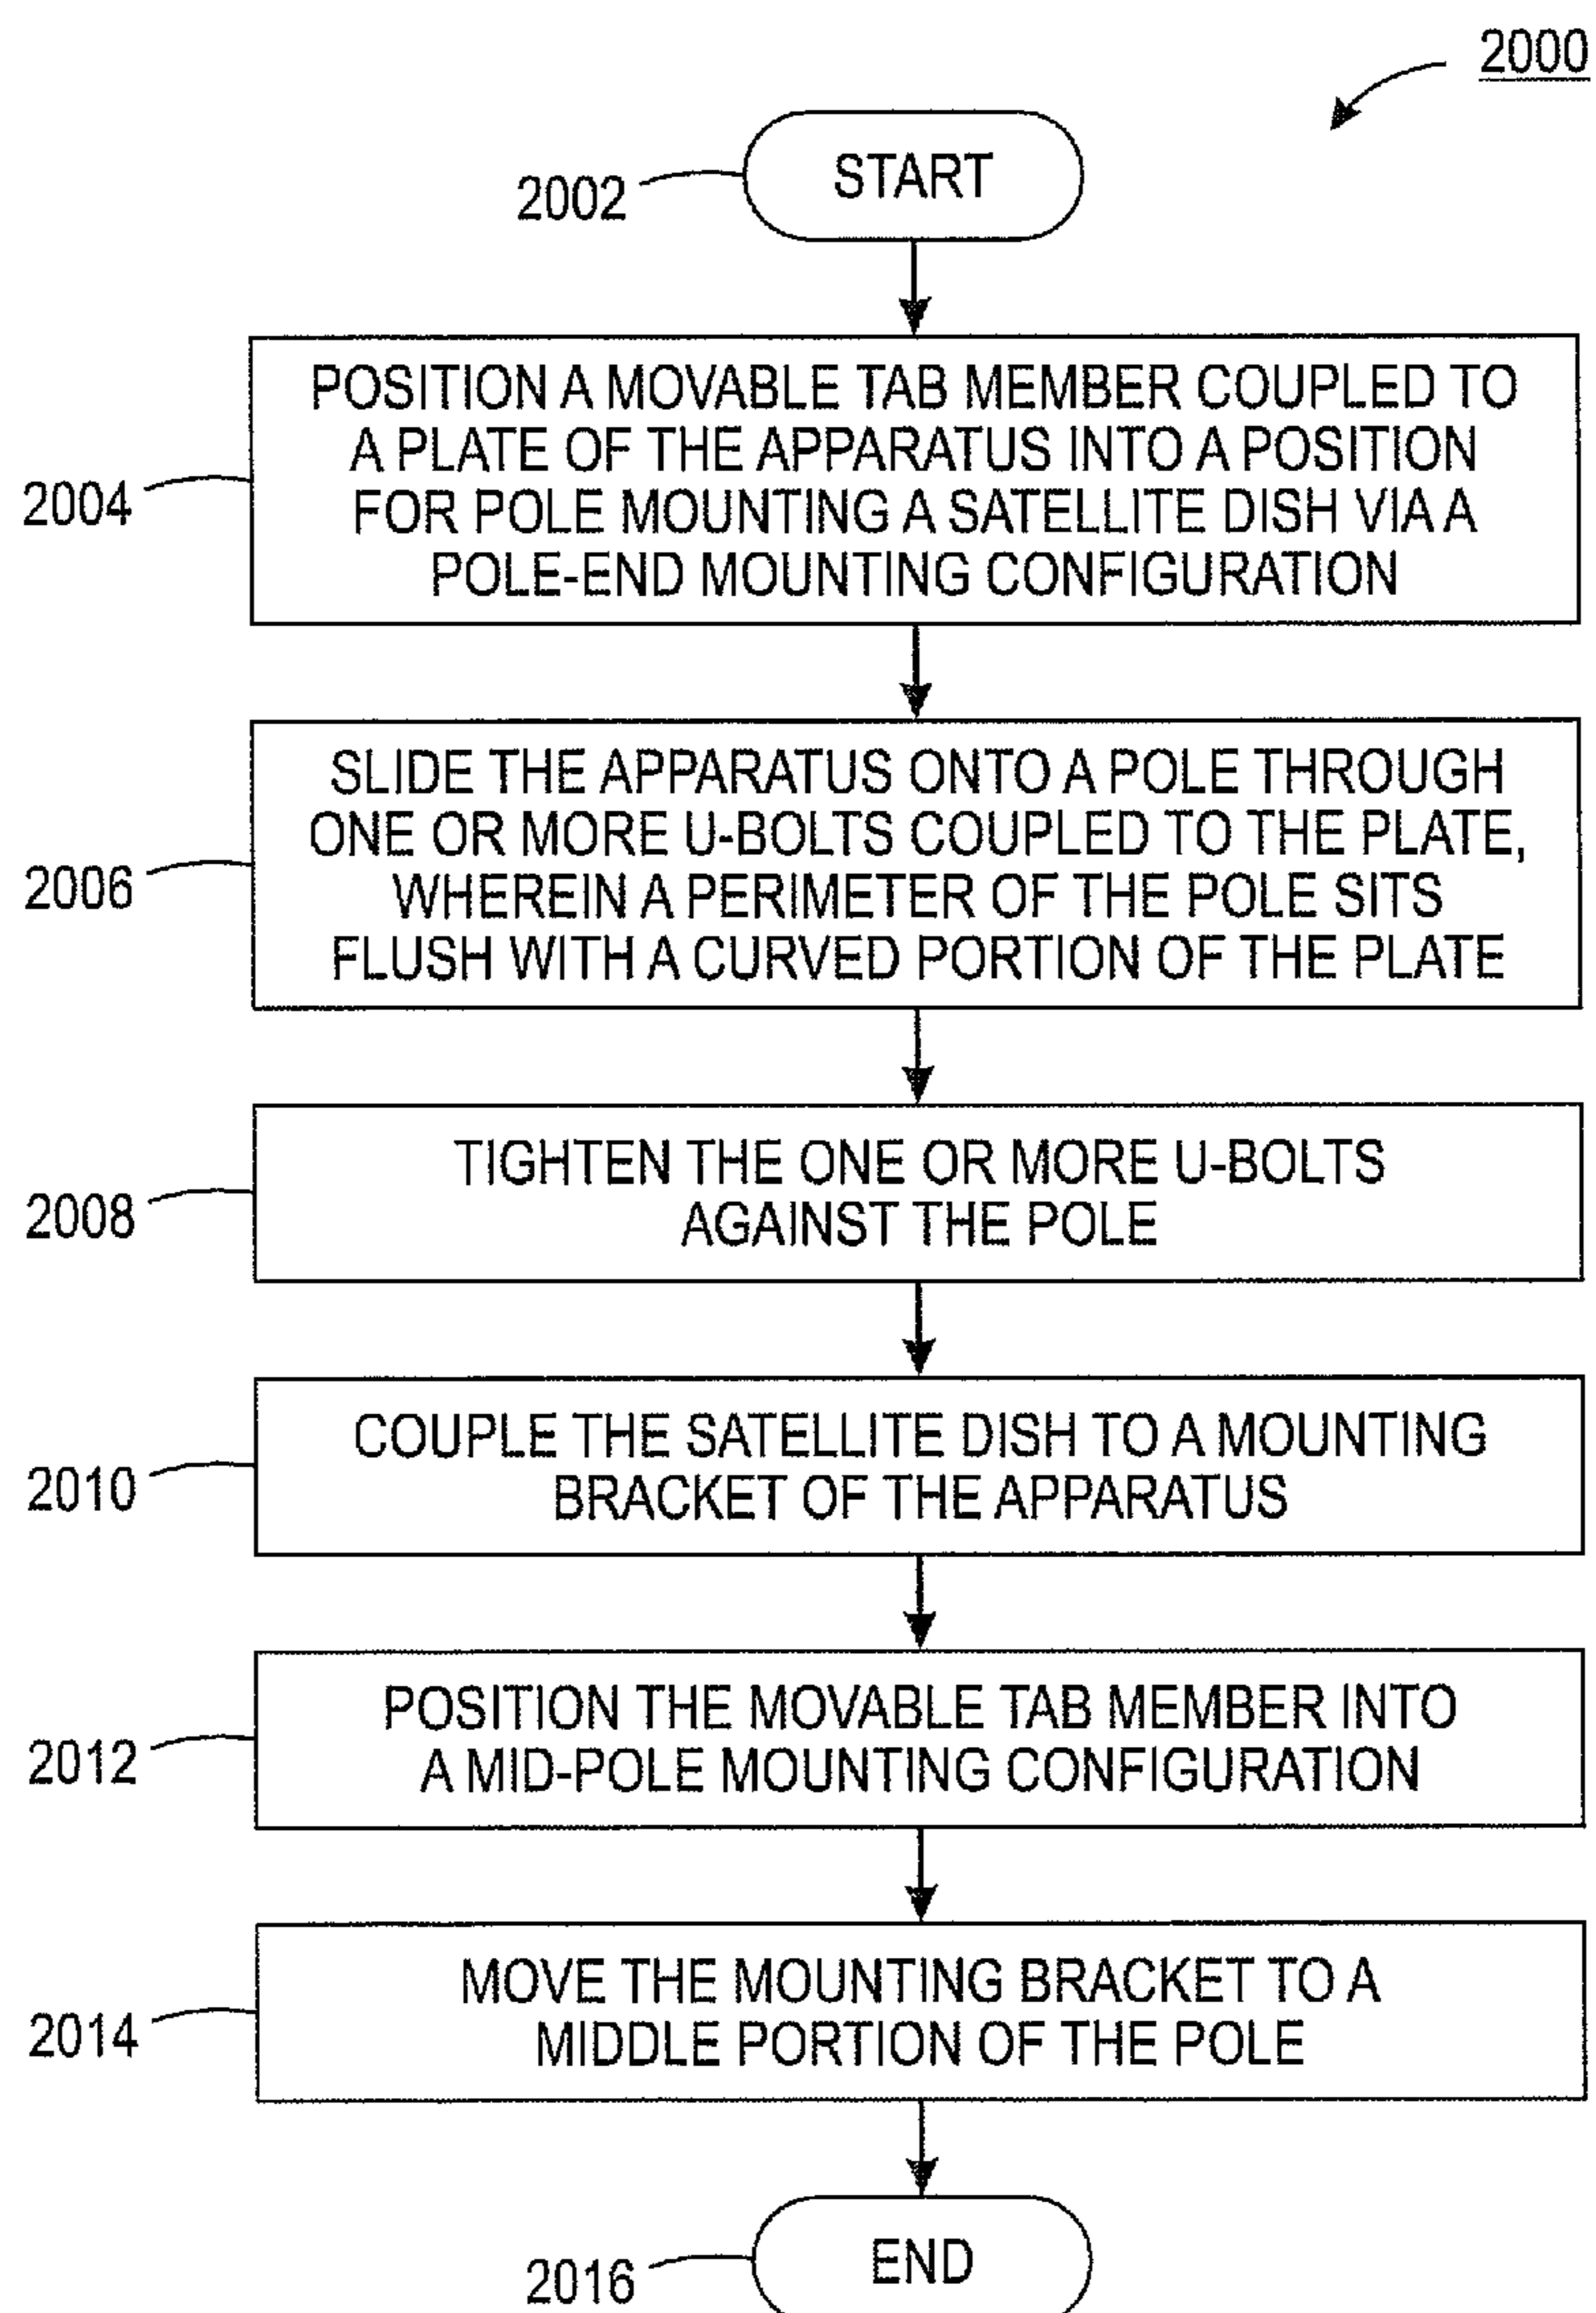 2000
2002
START
POSITION A MOVABLE TAB MEMBER COUPLED TO
A PLATE OF THE APPARATUS INTO A POSITION
FOR POLE MOUNTING A SATELLITE DISH VIA A
POLE-END MOUNTING CONFIGURATION
2004
SLIDE THE APPARATUS ONTO A POLE THROUGH
ONE OR MORE U-BOLTS COUPLED TO THE PLATE,
WHEREIN A PERIMETER OF THE POLE SITS
FLUSH WITH A CURVED PORTION OF THE PLATE
2006
TIGHTEN THE ONE OR MORE U-BOLTS
AGAINST THE POLE
2008
COUPLE THE SATELLITE DISH TO A MOUNTING
BRACKET OF THE APPARATUS
2010
POSITION THE MOVABLE TAB MEMBER INTO
A MID-POLE MOUNTING CONFIGURATION
2012
MOVE THE MOUNTING BRACKET TO A
MIDDLE PORTION OF THE POLE
2014
END
2016